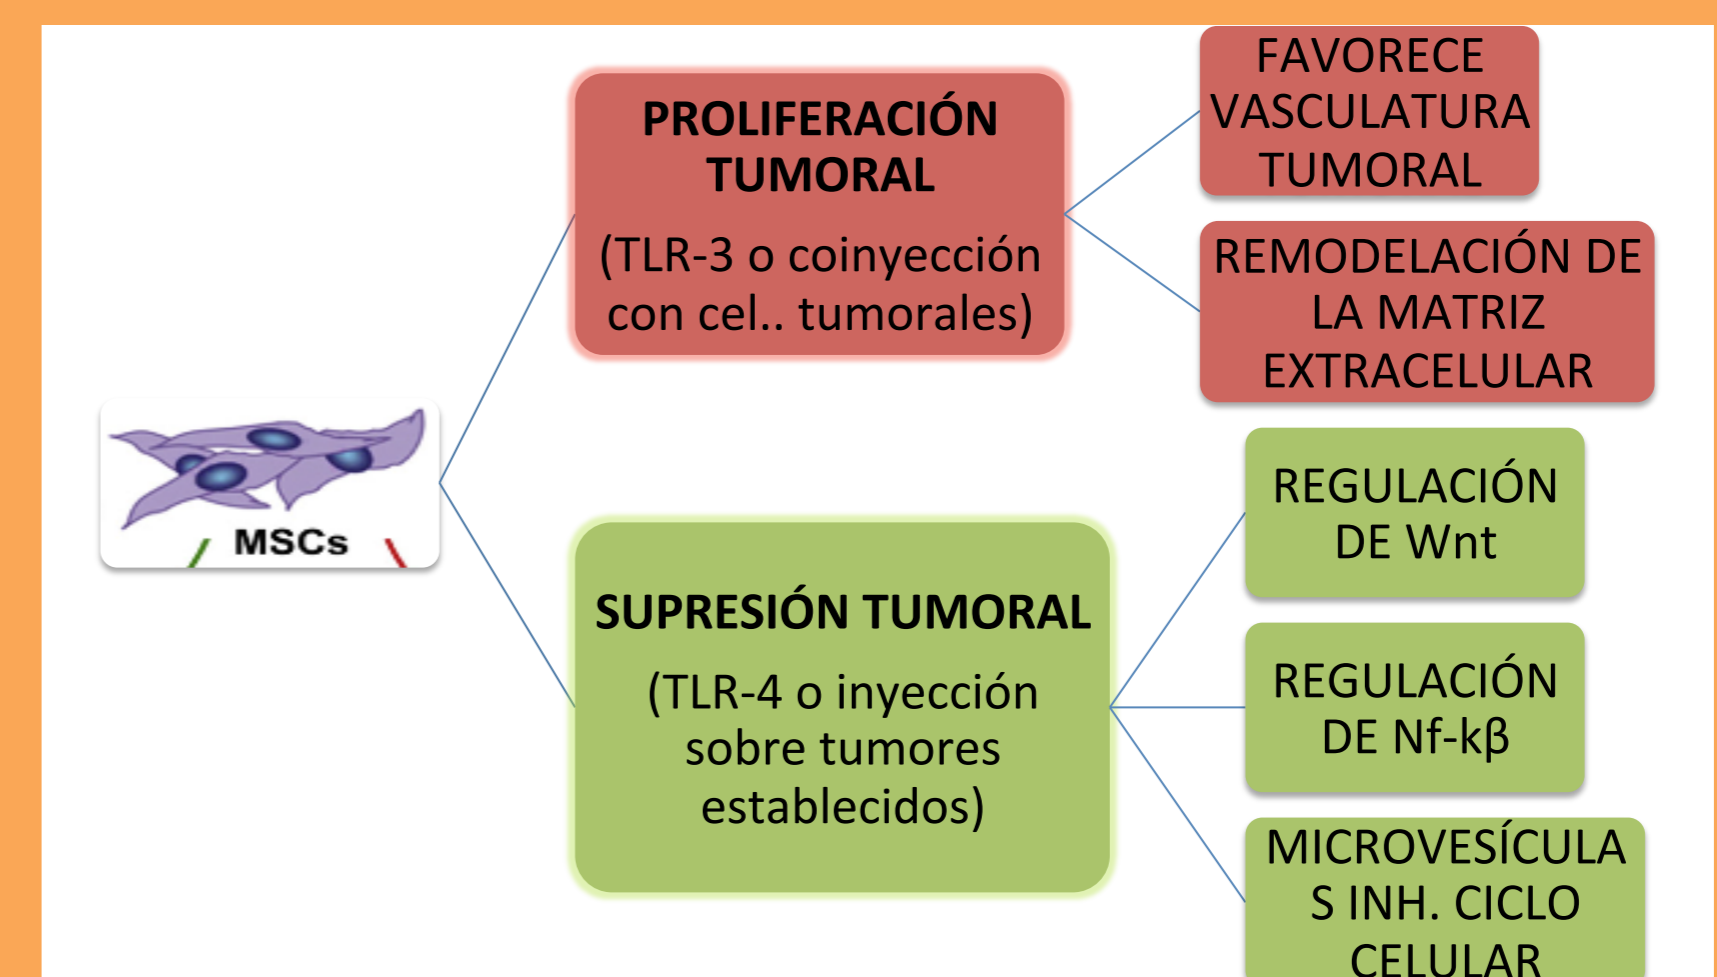 MSCs
PROLIFERACIÓN
TUMORAL
(TLR-3 o coinyección
con cel.. tumorales)
FAVORECE
VASCULATURA
TUMORAL
REMODELACIÓN DE
LA MATRIZ
EXTRACELULAR
SUPRESIÓN TUMORAL
(TLR-4 o inyección
sobre tumores
establecidos)
REGULACIÓN
DE Wnt
REGULACIÓN
DE Nf-kβ
MICROVESÍCULA
S INH. CICLO
CELULAR